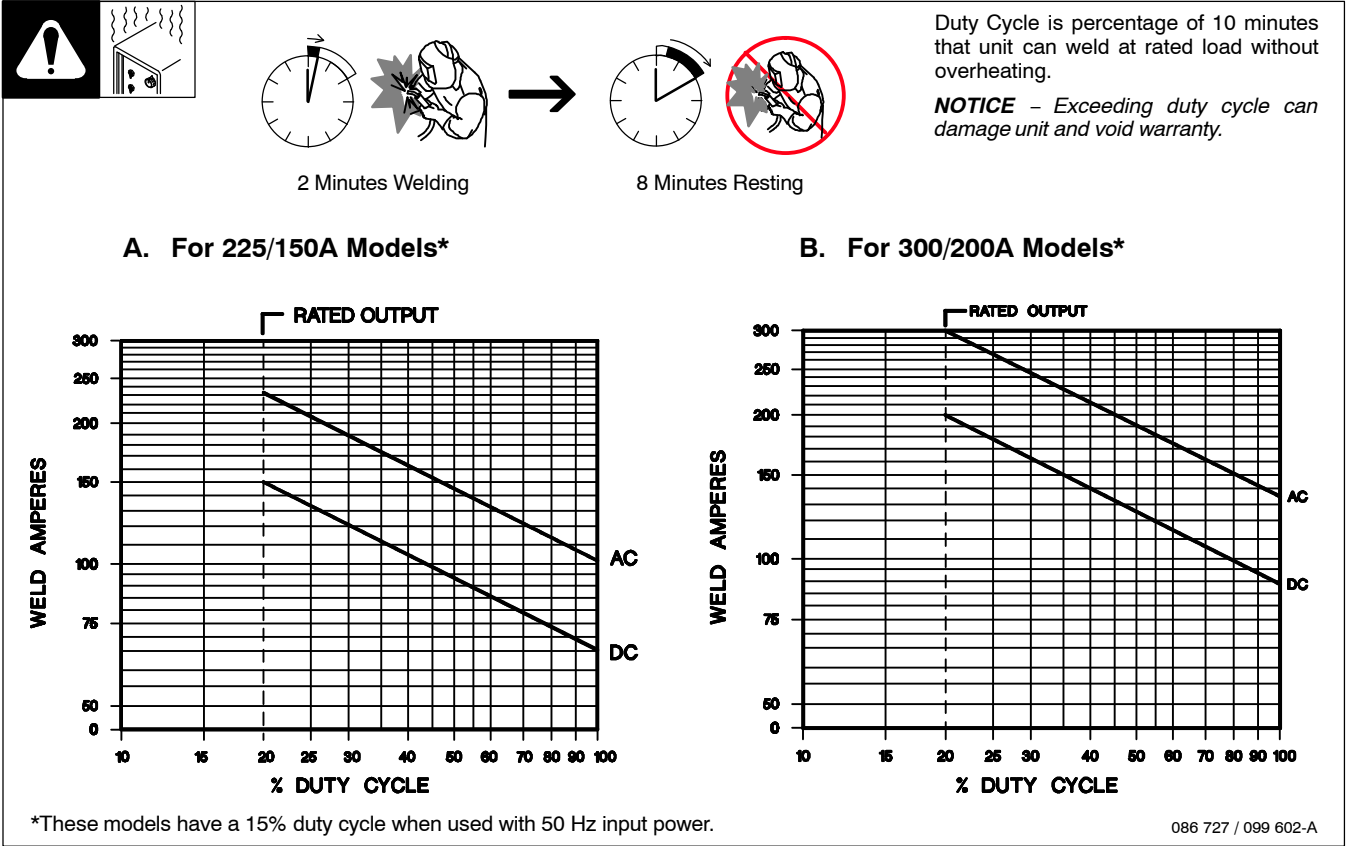 Duty Cycle is percentage of 10 minutes
that unit can weld at rated load without
overheating.
NOTICE – Exceeding duty cycle can
damage unit and void warranty.
2 Minutes Welding
8 Minutes Resting
A. For 225/150A Models*
B. For 300/200A Models*
RATED OUTPUT
300
250
200
150
100
75
50
0
WELD AMPERES
AC
DC
10 15 20 25 30 40 50 60 70 80 90 100
% DUTY CYCLE
RATED OUTPUT
300
250
200
150
100
75
50
0
WELD AMPERES
AC
DC
10 15 20 25 30 40 50 60 70 80 90 100
% DUTY CYCLE
*These models have a 15% duty cycle when used with 50 Hz input power.
086 727 / 099 602-A